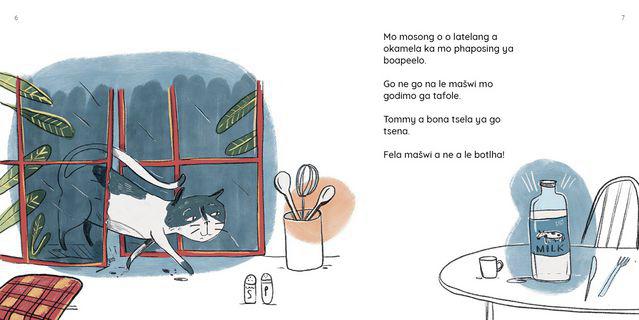 6
7
Mo mosong o o latelang a
okamela ka mo phaposing ya
boapeelo.
Go ne go na le mašwi mo
godimo ga tafole.
Tommy a bona tsela ya go
tsena.
Fela mašwi a ne a le botlha!
MILK
S P